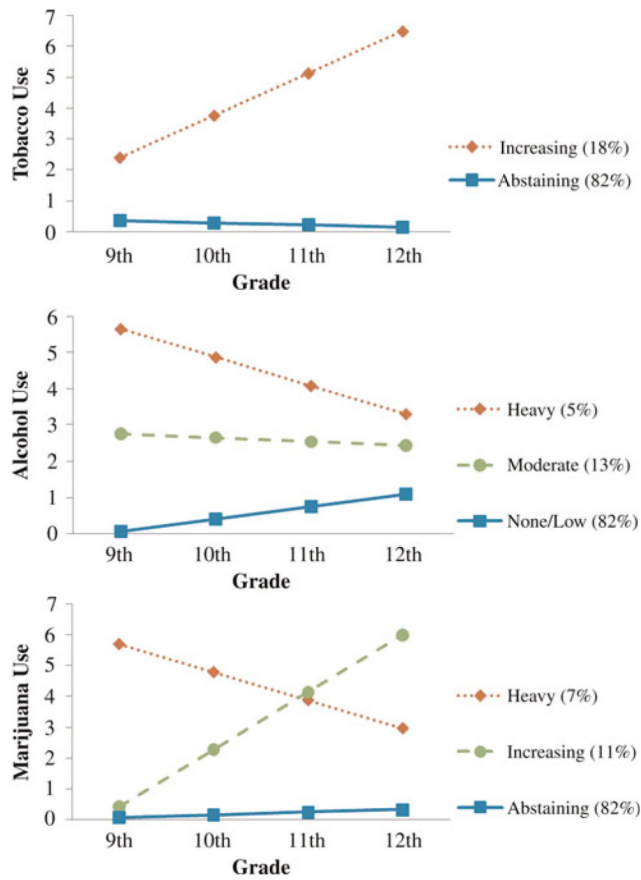 Tobacco Use
7
6
5
4
3
2
1
0
9th 10th 11th 12th
Grade
Increasing (18%)
Abstaining (82%)
Alcohol Use
6
5
4
3
2
1
0
9th 10th 11th 12th
Grade
Heavy (5%)
Moderate (13%)
None/Low (82%)
Marijuana Use
7
6
5
4
3
2
1
0
9th 10th 11th 12th
Grade
Heavy (7%)
Increasing (11%)
Abstaining (82%)